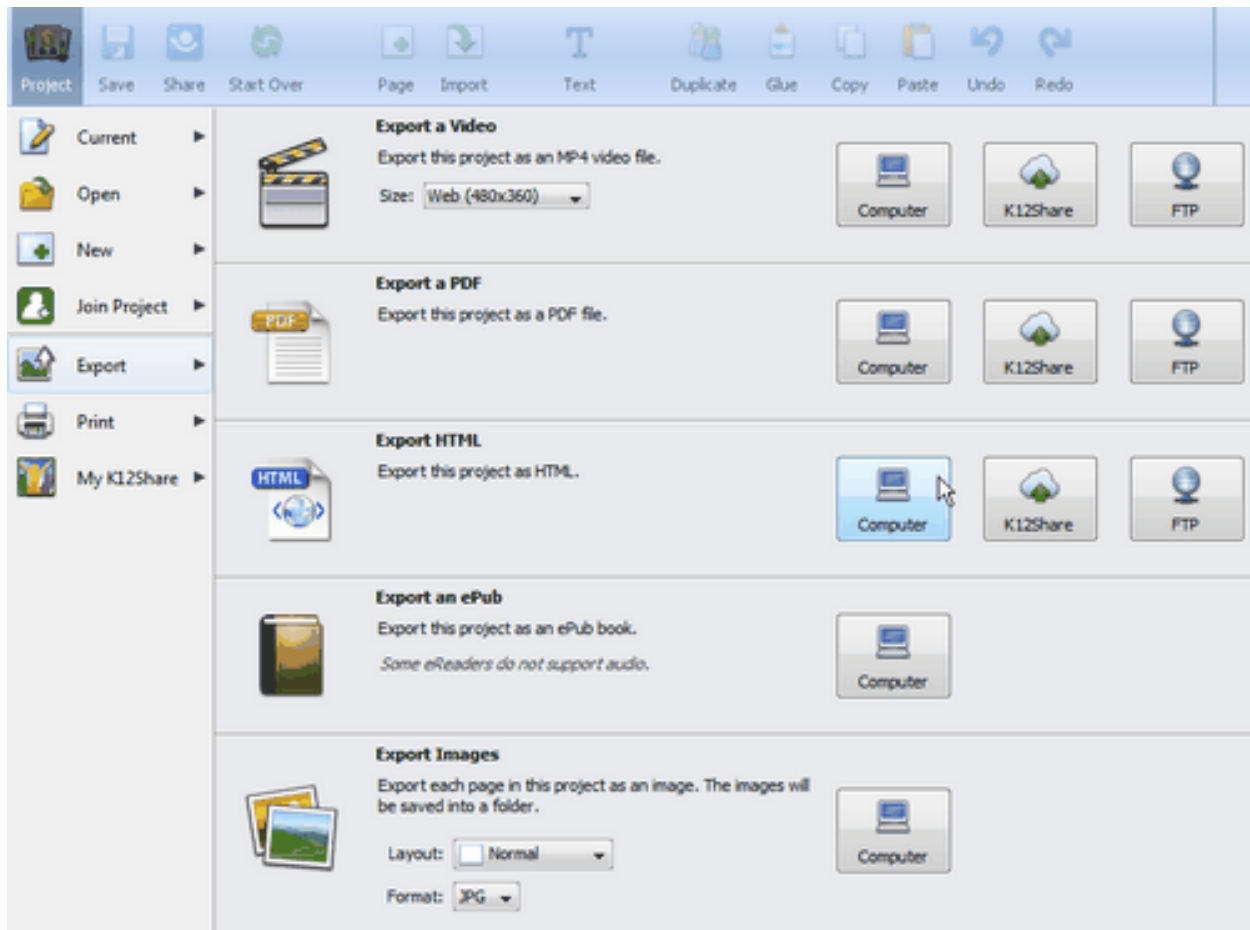 Project Save Share Start Over Page Import Text Duplicate Glue Copy Paste Undo Redo
Current
Open
New
Join Project
Export
Print
My K12Share
Export a Video
Export this project as an MP4 video file.
Size: Web (480x360)
Computer K12Share FTP
PDF
Export a PDF
Export this project as a PDF file.
Computer K12Share FTP
HTML
Export HTML
Export this project as HTML.
Computer K12Share FTP
Export an ePub
Export this project as an ePub book.
Some eReaders do not support audio.
Computer
Export Images
Export each page in this project as an image. The images will
be saved into a folder.
Layout: Normal
Format: JPG
Computer